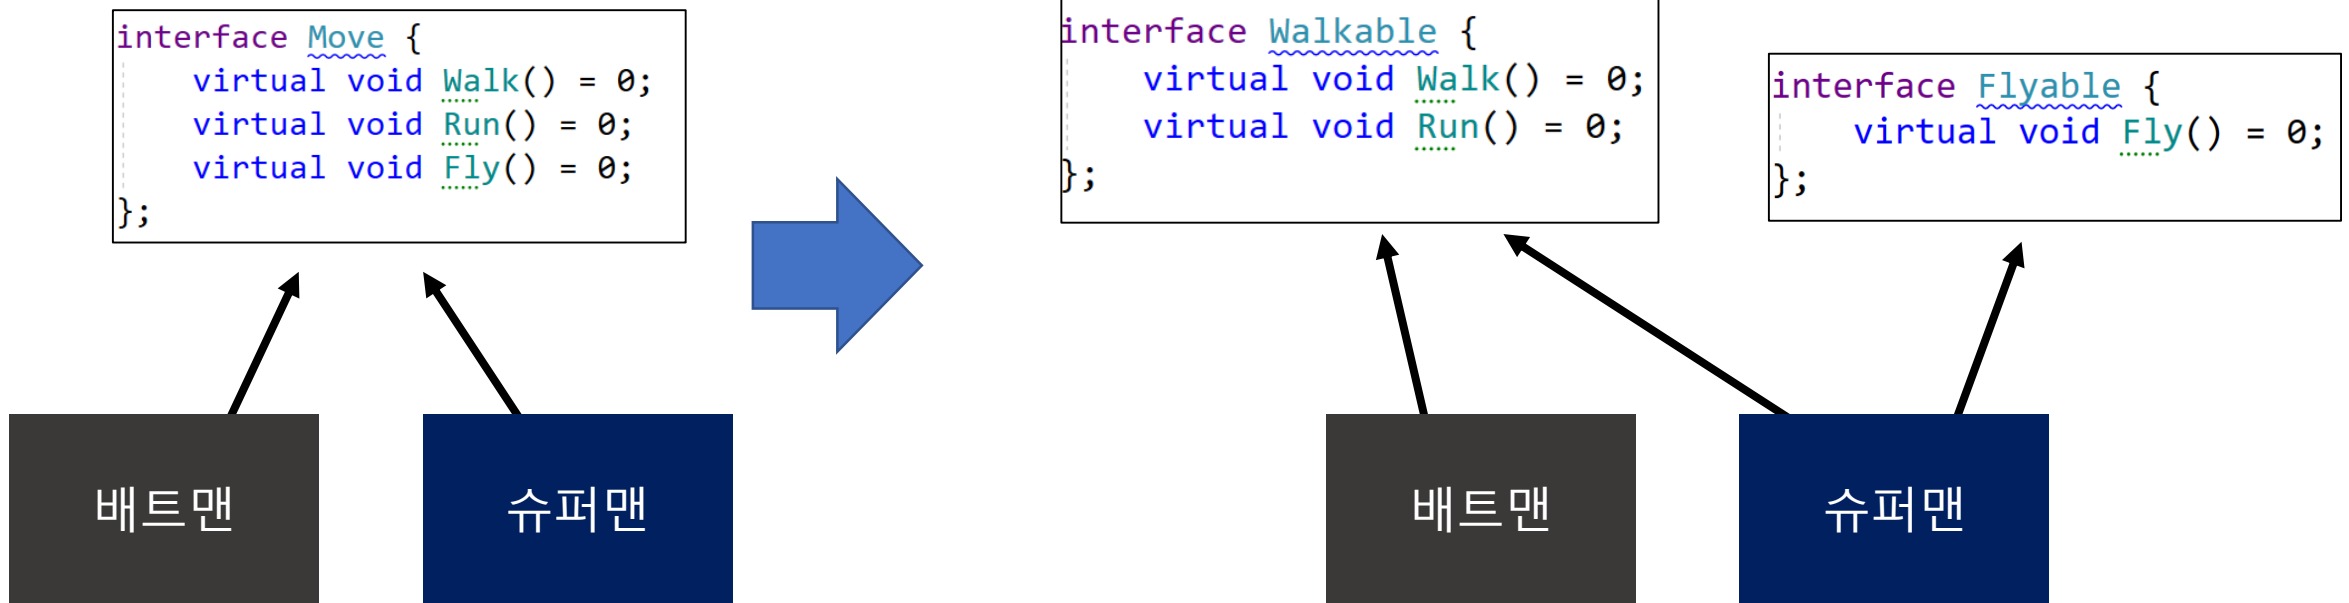 interface Move {
virtual void Walk() = 0;
virtual void Run() = 0;
virtual void Fly() = 0;
};
배트맨
슈퍼맨
interface Walkable {
virtual void Walk() = 0;
virtual void Run() = 0;
};
interface Flyable {
virtual void Fly() = 0;
};
배트맨
슈퍼맨